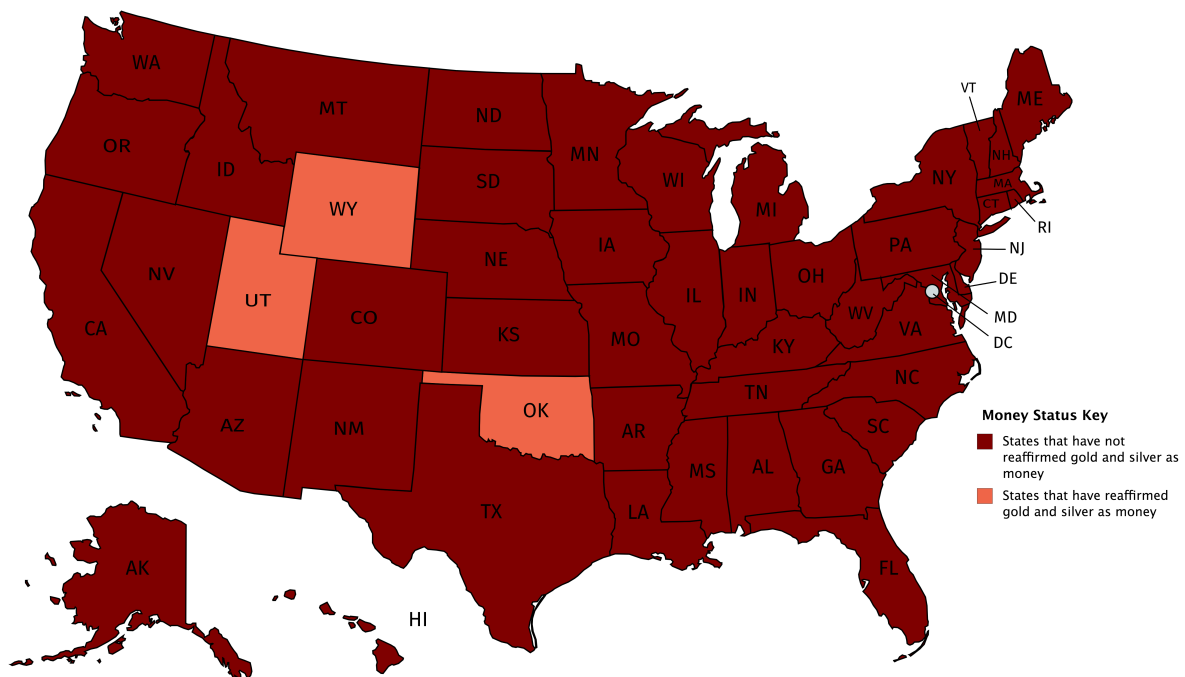 WA
MT
ND
MN
ME
VT
NH
OR
ID
SD
WI
MI
NY
MA
CT
RI
WY
NE
IA
PA
NJ
NV
UT
CO
IL
IN
OH
DE
WV
MD
CA
KS
MO
KY
VA
DC
AZ
NM
OK
AR
TN
NC
SC
TX
LA
MS
AL
GA
FL
AK
HI
Money Status Key
States that have not
reaffirmed gold and silver as
money
States that have reaffirmed
gold and silver as money